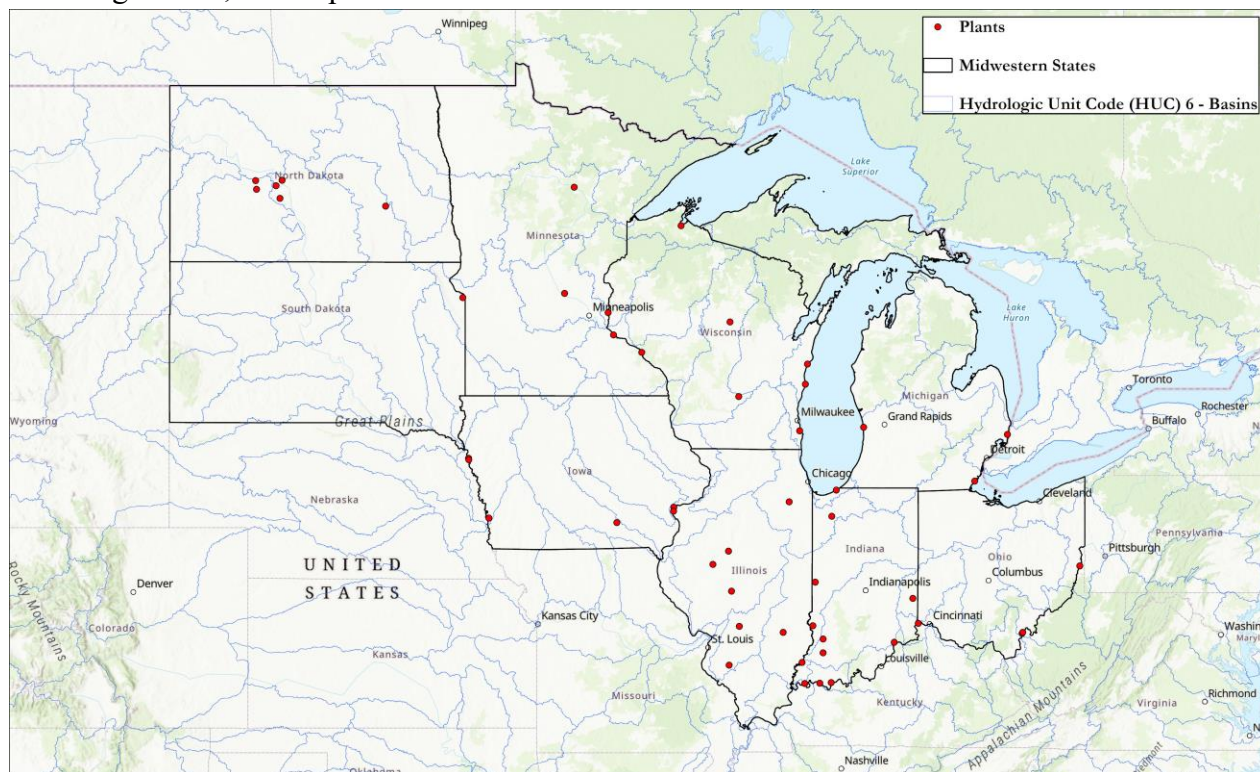 Winnipeg
Plants
Midwestern States
Hydrologic Unit Code (HUC) 6 - Basins
Lake
Superior
North Dakota
Minnesota
South Dakota
Minneapolis
Wisconsin
Lake
Huron
Toronto
Rochester
Buffalo
Wyoming
Great Plains
Milwaukee
Michigan
Grand Rapids
Detroit
Chicago
Iowa
Cleveland
Nebraska
Pennsylvania
Pittsburgh
UNITED
STATES
Illinois
Indiana
Ohio
Columbus
Indianapolis
Denver
Rocky Mountains
Colorado
Kansas City
Cincinnati
St. Louis
Louisville
Kansas
Missouri
Kentucky
Appalachian Mountains
Virginia
Richmond
Nashville